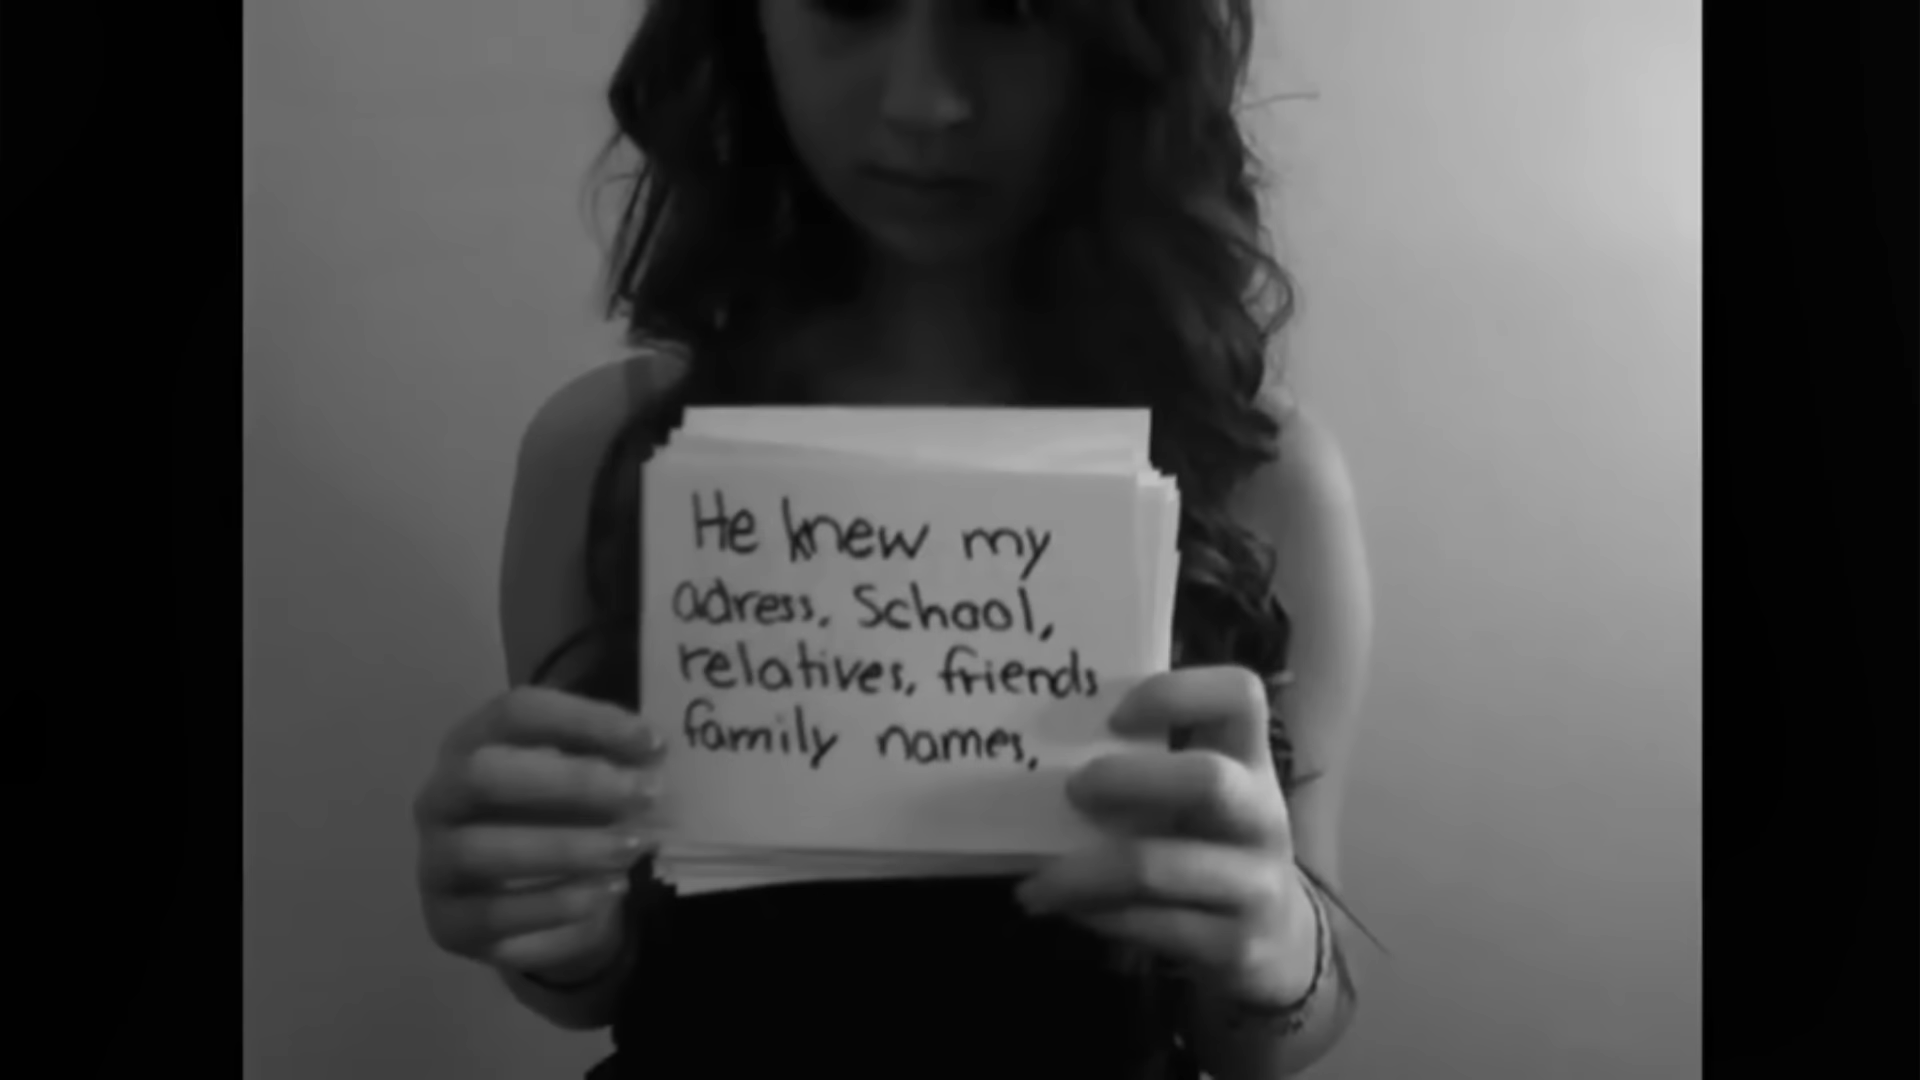 He knew my
adress. School,
relatives, friends
family names.